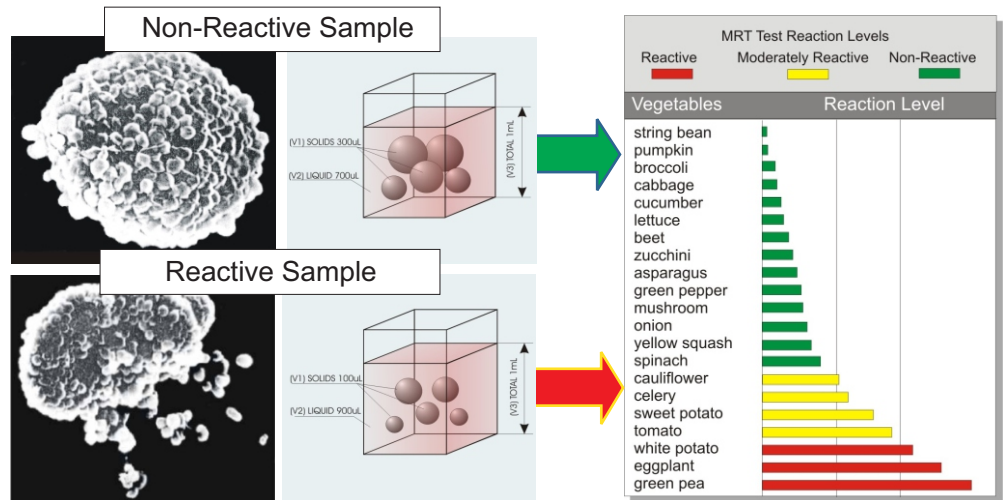 Non-Reactive Sample
(V1) SOLIDS 300uL
(V2) LIQUID 700uL
(V3) TOTAL 1mL
Reactive Sample
(V1) SOLIDS 100uL
(V2) LIQUID 900uL
(V3) TOTAL 1mL
MRT Test Reaction Levels
Reactive Moderately Reactive Non-Reactive
Vegetables Reaction Level
string bean
pumpkin
broccoli
cabbage
cucumber
lettuce
beet
zucchini
asparagus
green pepper
mushroom
onion
yellow squash
spinach
cauliflower
celery
sweet potato
tomato
white potato
eggplant
green pea